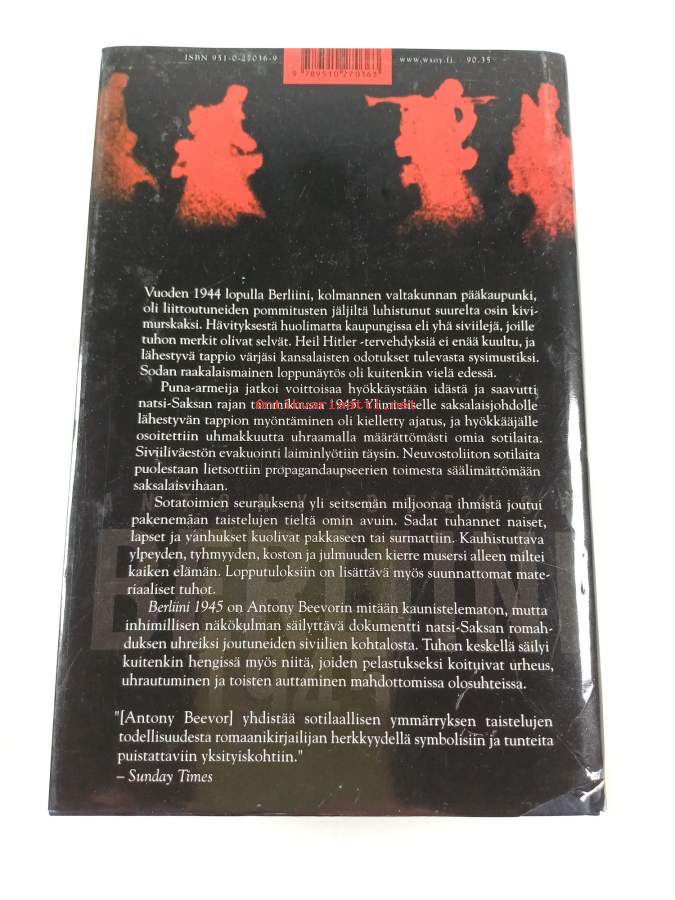 ISBN 951-0-27036-9
www.wsoy.fi
90.35
9 789510 270363
Vuoden 1944 lopulla Berliini, kolmannen valtakunnan pääkaupunki,
oli liittoutuneiden pommitusten jäljiltä luhistunut suurelta osin kivi-
murskaksi. Hävityksestä huolimatta kaupungissa eli yhä siviilejä, joille
tuhon merkit olivat selvät. Heil Hitler -tervehdyksiä ei enää kuultu, ja
lähestyvä tappio värjäsi kansalaisten odotukset tulevasta sysimustiksi.
Sodan raakalaismainen loppunäytös oli kuitenkin vielä edessä.
Puna-armeija jatkoi voittoisaa hyökkäystään idästä ja saavutti
natsi-Saksan rajan tammikuussa 1945. Ylimmäiselle saksalaisjohdolle
lähestyvän tappion myöntäminen oli kielletty ajatus, ja hyökkääjälle
osoitettiin uhmakkuutta uhraamalla määrättömästi omia sotilaita.
Siviiliväestön evakuointi laiminlyötiin täysin. Neuvostoliiton sotilaita
puolestaan lietsottiin propagandaupseerien toimesta säälimättömään
saksalaisvihaan.
Sotatoimien seurauksena yli seitsemän miljoonaa ihmistä joutui
pakenemaan taistelujen tieltä omin avuin. Sadat tuhannet naiset,
lapset ja vanhukset kuolivat pakkaseen tai surmattiin. Kauhistuttava
ylpeyden, tyhmyyden, koston ja julmuuden kierre musersi alleen miltei
kaiken elämän. Lopputuloksiin on lisättävä myös suunnattomat mate-
riaaliset tuhot.
Berliini 1945 on Antony Beevorin mitään kaunistelematon, mutta
inhimillisen näkökulman säilyttävä dokumentti natsi-Saksan romah-
duksen uhreiksi joutuneiden siviilien kohtalosta. Tuhon keskellä säilyi
kuitenkin hengissä myös niitä, joiden pelastukseksi koituivat urheus,
uhrautuminen ja toisten auttaminen mahdottomissa olosuhteissa.
"[Antony Beevor] yhdistää sotilaallisen ymmärryksen taistelujen
todellisuudesta romaanikirjailijan herkkyydellä symbolisiin ja tunteita
puistattaviin yksityiskohtiin."
– Sunday Times